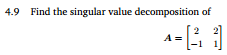 4.9 Find the singular value decomposition of
A = [ 2 2
-1 1 ]